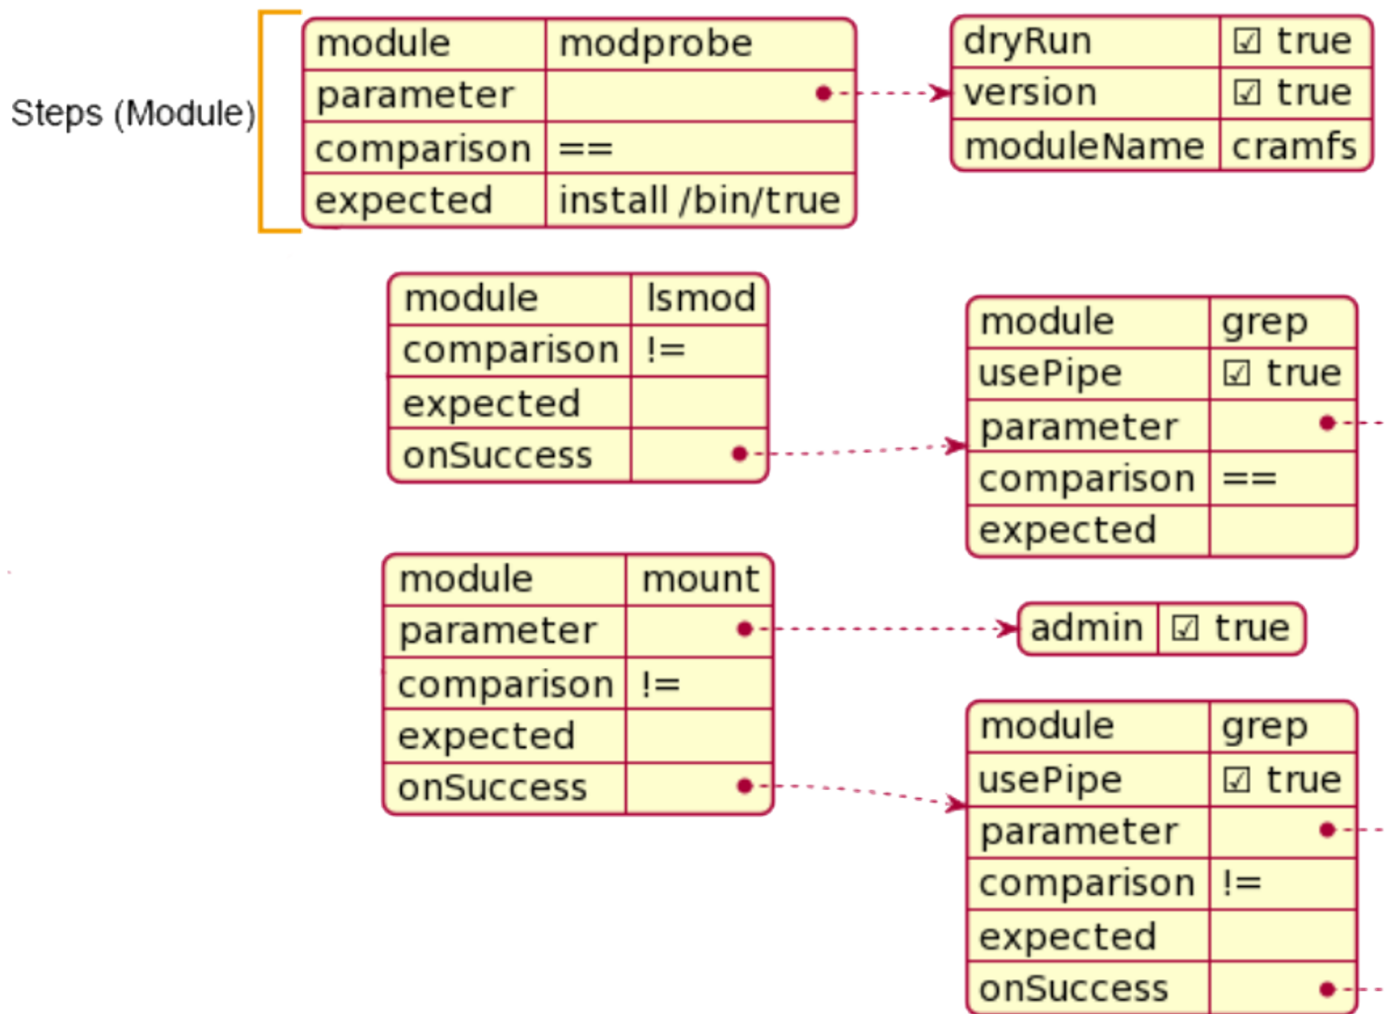 Steps (Module)
module modprobe
parameter
comparison ==
expected install /bin/true
dryRun ☑ true
version ☑ true
moduleName cramfs
module lsmod
comparison !=
expected
onSuccess
module grep
usePipe ☑ true
parameter
comparison ==
expected
module mount
parameter
comparison !=
expected
onSuccess
admin ☑ true
module grep
usePipe ☑ true
parameter
comparison !=
expected
onSuccess